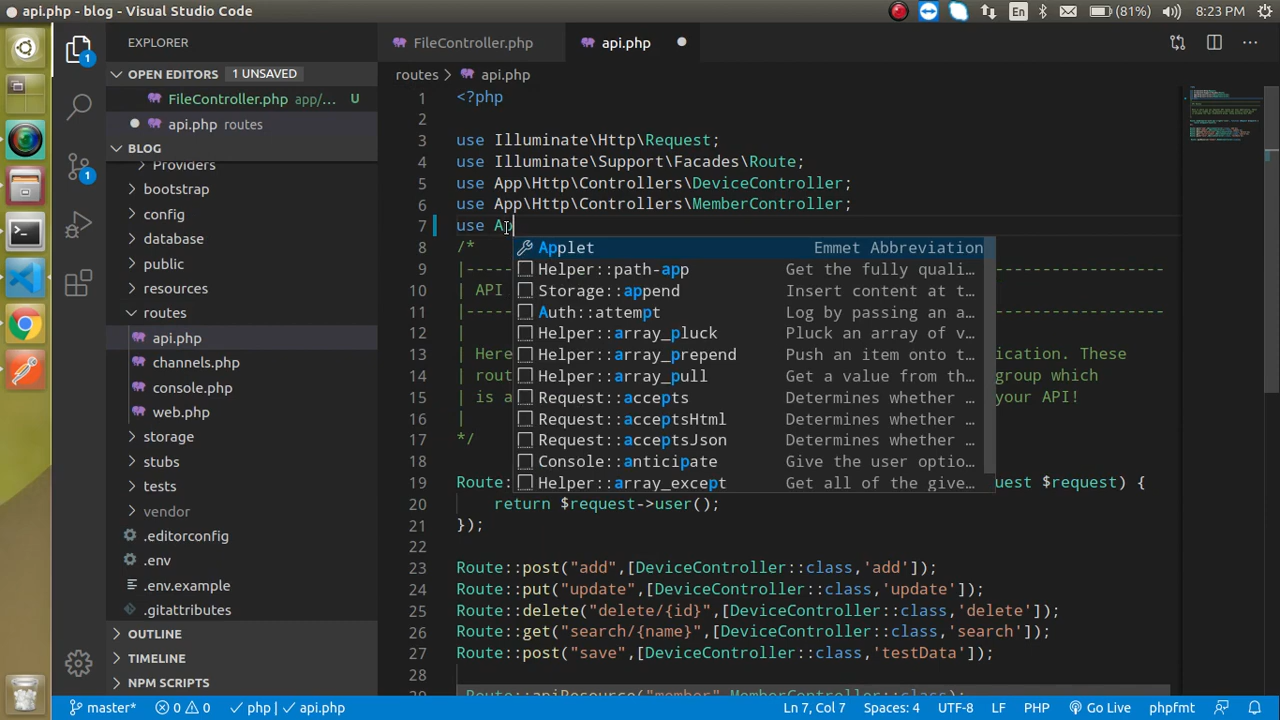 api.php - blog - Visual Studio Code
En
(81%)
8:23 PM
EXPLORER
FileController.php
api.php
OPEN EDITORS
1 UNSAVED
FileController.php app/... U
api.php routes
BLOG
Providers
bootstrap
config
database
public
resources
routes
api.php
channels.php
console.php
web.php
storage
stubs
tests
vendor
.editorconfig
.env
.env.example
.gitattributes
OUTLINE
TIMELINE
NPM SCRIPTS
1
1
routes > api.php
1 <?php
2
3 use Illuminate\Http\Request;
4 use Illuminate\Support\Facades\Route;
5 use App\Http\Controllers\DeviceController;
6 use App\Http\Controllers\MemberController;
7 use Ap
8 /*
9 |---
10 | API
11 |---
12 |
13 | Here ication. These
14 | rout group which
15 | is a your API!
16 |
17 */
18
19 Route: uest $request) {
20 return $request->user();
21 });
22
23 Route::post("add",[DeviceController::class,'add']);
24 Route::put("update",[DeviceController::class,'update']);
25 Route::delete("delete/{id}",[DeviceController::class,'delete']);
26 Route::get("search/{name}",[DeviceController::class,'search']);
27 Route::post("save",[DeviceController::class,'testData']);
28
29 Route::apiResource("member",MemberController::class);
Applet Emmet Abbreviation
Helper::path-app Get the fully quali...
Storage::append Insert content at t...
Auth::attempt Log by passing an a...
Helper::array_pluck Pluck an array of v...
Helper::array_prepend Push an item onto t...
Helper::array_pull Get a value from th...
Request::accepts Determines whether ...
Request::acceptsHtml Determines whether ...
Request::acceptsJson Determines whether ...
Console::anticipate Give the user optio...
Helper::array_except Get all of the give...
master*
0 0
php
api.php
Ln 7, Col 7
Spaces: 4
UTF-8
LF
PHP
Go Live
phpfmt